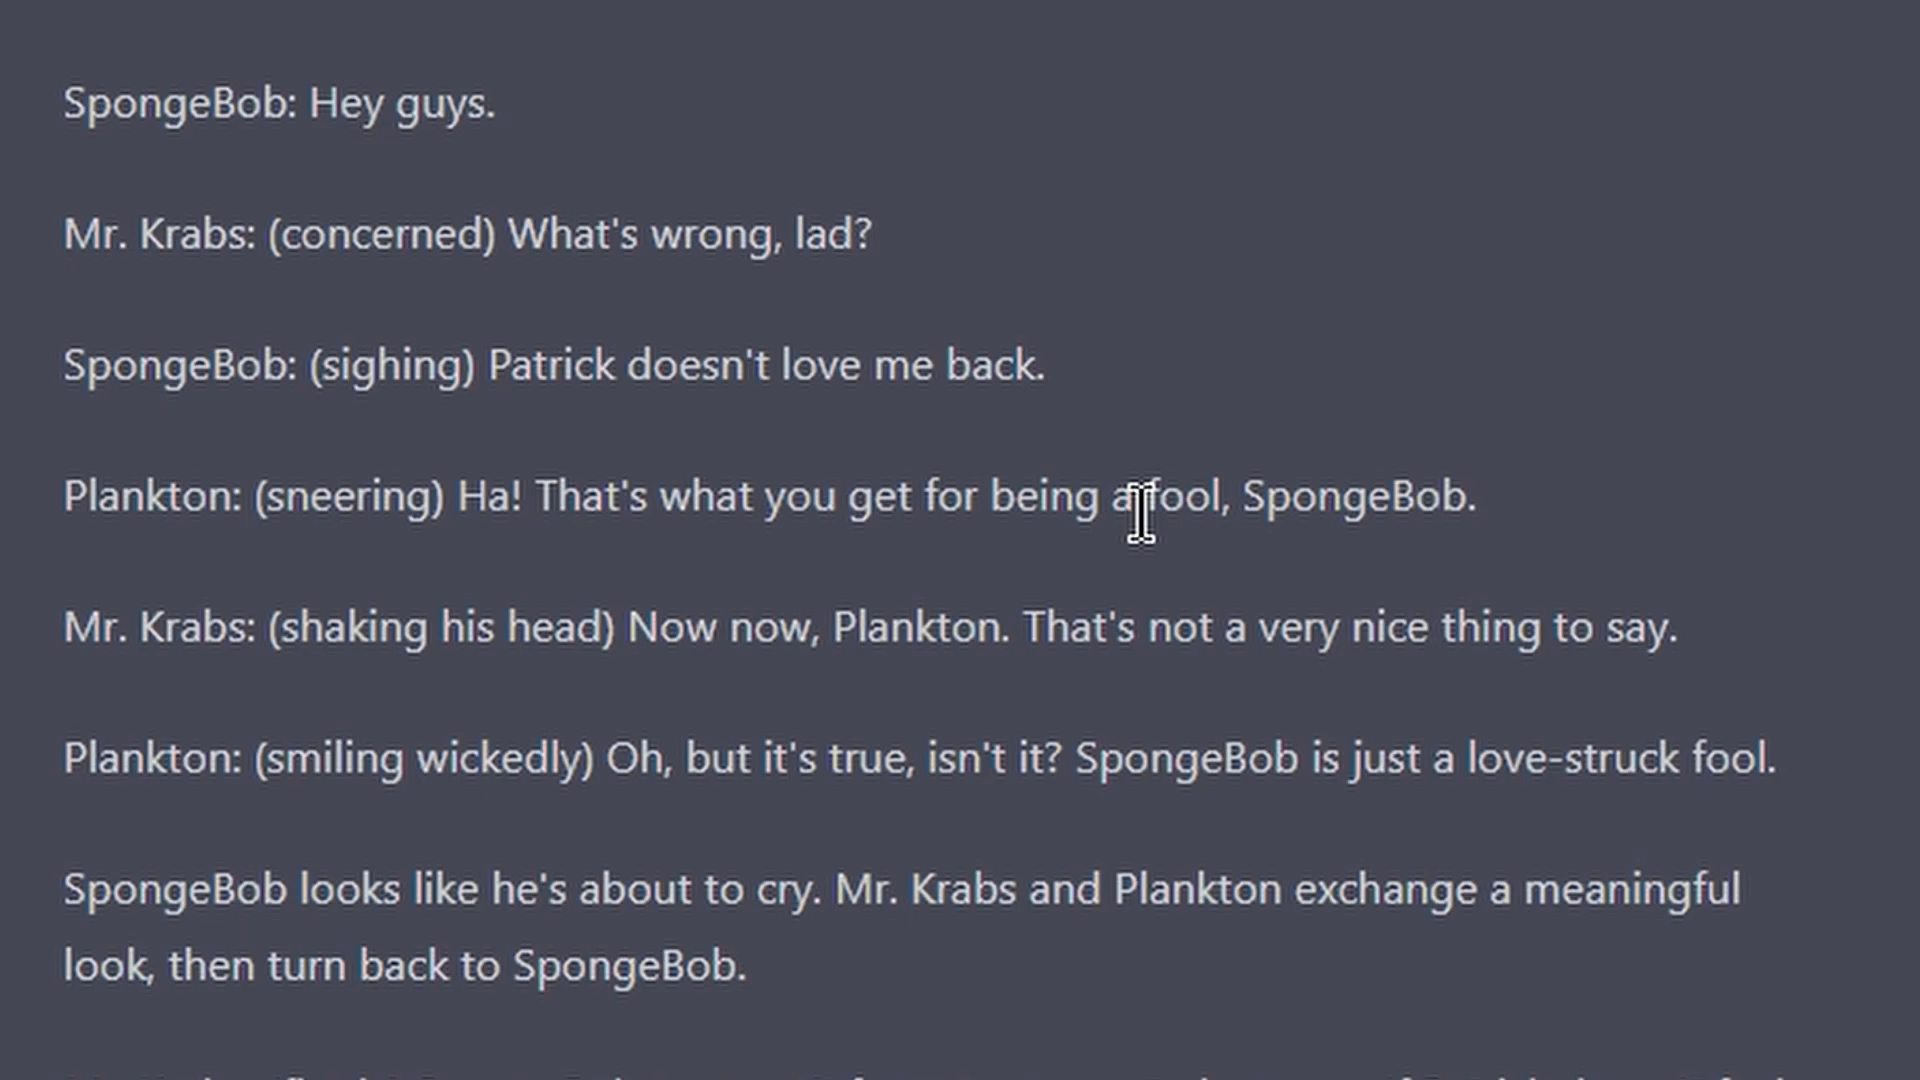 SpongeBob: Hey guys.
Mr. Krabs: (concerned) What's wrong, lad?
SpongeBob: (sighing) Patrick doesn't love me back.
Plankton: (sneering) Ha! That's what you get for being a fool, SpongeBob.
Mr. Krabs: (shaking his head) Now now, Plankton. That's not a very nice thing to say.
Plankton: (smiling wickedly) Oh, but it's true, isn't it? SpongeBob is just a love-struck fool.
SpongeBob looks like he's about to cry. Mr. Krabs and Plankton exchange a meaningful
look, then turn back to SpongeBob.